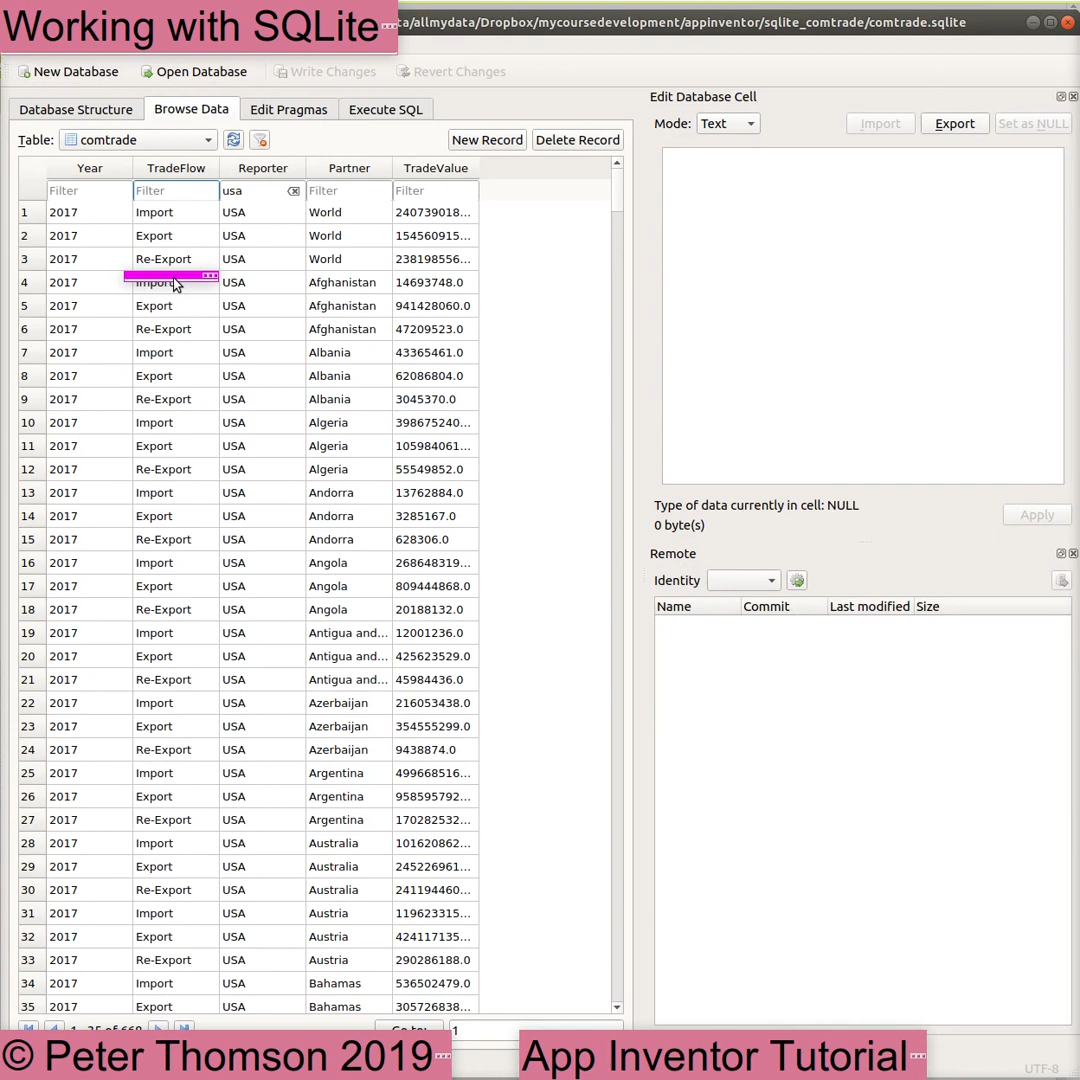 Working with SQLite
ta/allmydata/Dropbox/mycoursedevelopment/appinventor/sqlite_comtrade/comtrade.sqlite
New Database Open Database Write Changes Revert Changes
Database Structure Browse Data Edit Pragmas Execute SQL
Table: comtrade New Record Delete Record
Year TradeFlow Reporter Partner TradeValue
Filter Filter usa Filter Filter
1 2017 Import USA World 240739018...
2 2017 Export USA World 154560915...
3 2017 Re-Export USA World 238198556...
4 2017 Import USA Afghanistan 14693748.0
5 2017 Export USA Afghanistan 941428060.0
6 2017 Re-Export USA Afghanistan 47209523.0
7 2017 Import USA Albania 43365461.0
8 2017 Export USA Albania 62086804.0
9 2017 Re-Export USA Albania 3045370.0
10 2017 Import USA Algeria 398675240...
11 2017 Export USA Algeria 105984061...
12 2017 Re-Export USA Algeria 55549852.0
13 2017 Import USA Andorra 13762884.0
14 2017 Export USA Andorra 3285167.0
15 2017 Re-Export USA Andorra 628306.0
16 2017 Import USA Angola 268648319...
17 2017 Export USA Angola 809444868.0
18 2017 Re-Export USA Angola 20188132.0
19 2017 Import USA Antigua and... 12001236.0
20 2017 Export USA Antigua and... 425623529.0
21 2017 Re-Export USA Antigua and... 45984436.0
22 2017 Import USA Azerbaijan 216053438.0
23 2017 Export USA Azerbaijan 354555299.0
24 2017 Re-Export USA Azerbaijan 9438874.0
25 2017 Import USA Argentina 499668516...
26 2017 Export USA Argentina 958595792...
27 2017 Re-Export USA Argentina 170282532...
28 2017 Import USA Australia 101620862...
29 2017 Export USA Australia 245226961...
30 2017 Re-Export USA Australia 241194460...
31 2017 Import USA Austria 119623315...
32 2017 Export USA Austria 424117135...
33 2017 Re-Export USA Austria 290286188.0
34 2017 Import USA Bahamas 536502479.0
35 2017 Export USA Bahamas 305726838...
1 - 35 of 668 Go to: 1
Edit Database Cell
Mode: Text Import Export Set as NULL
Type of data currently in cell: NULL
0 byte(s)
Apply
Remote
Identity
Name Commit Last modified Size
© Peter Thomson 2019 App Inventor Tutorial
UTF-8